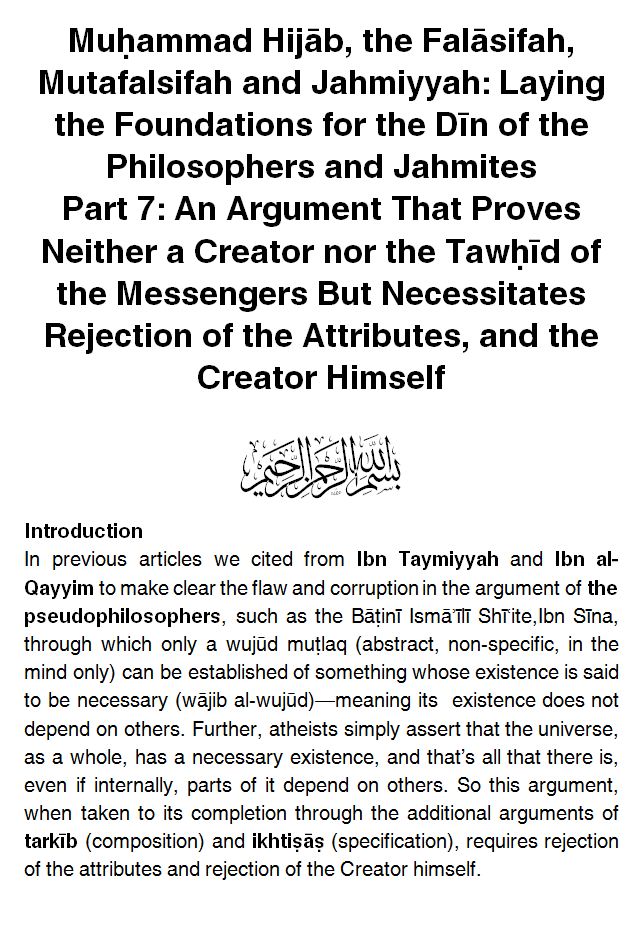 Muḥammad Hijāb, the Falāsifah,
Mutafalsifah and Jahmiyyah: Laying
the Foundations for the Dīn of the
Philosophers and Jahmites
Part 7: An Argument That Proves
Neither a Creator nor the Tawḥīd of
the Messengers But Necessitates
Rejection of the Attributes, and the
Creator Himself
بسم الله الرحمن الرحيم
Introduction
In previous articles we cited from Ibn Taymiyyah and Ibn al-
Qayyim to make clear the flaw and corruption in the argument of the
pseudophilosophers, such as the Bāṭinī Ismāʿīlī Shīʿite,Ibn Sīna,
through which only a wujūd muṭlaq (abstract, non-specific, in the
mind only) can be established of something whose existence is said
to be necessary (wājib al-wujūd)—meaning its existence does not
depend on others. Further, atheists simply assert that the universe,
as a whole, has a necessary existence, and that's all that there is,
even if internally, parts of it depend on others. So this argument,
when taken to its completion through the additional arguments of
tarkīb (composition) and ikhtiṣāṣ (specification), requires rejection
of the attributes and rejection of the Creator himself.